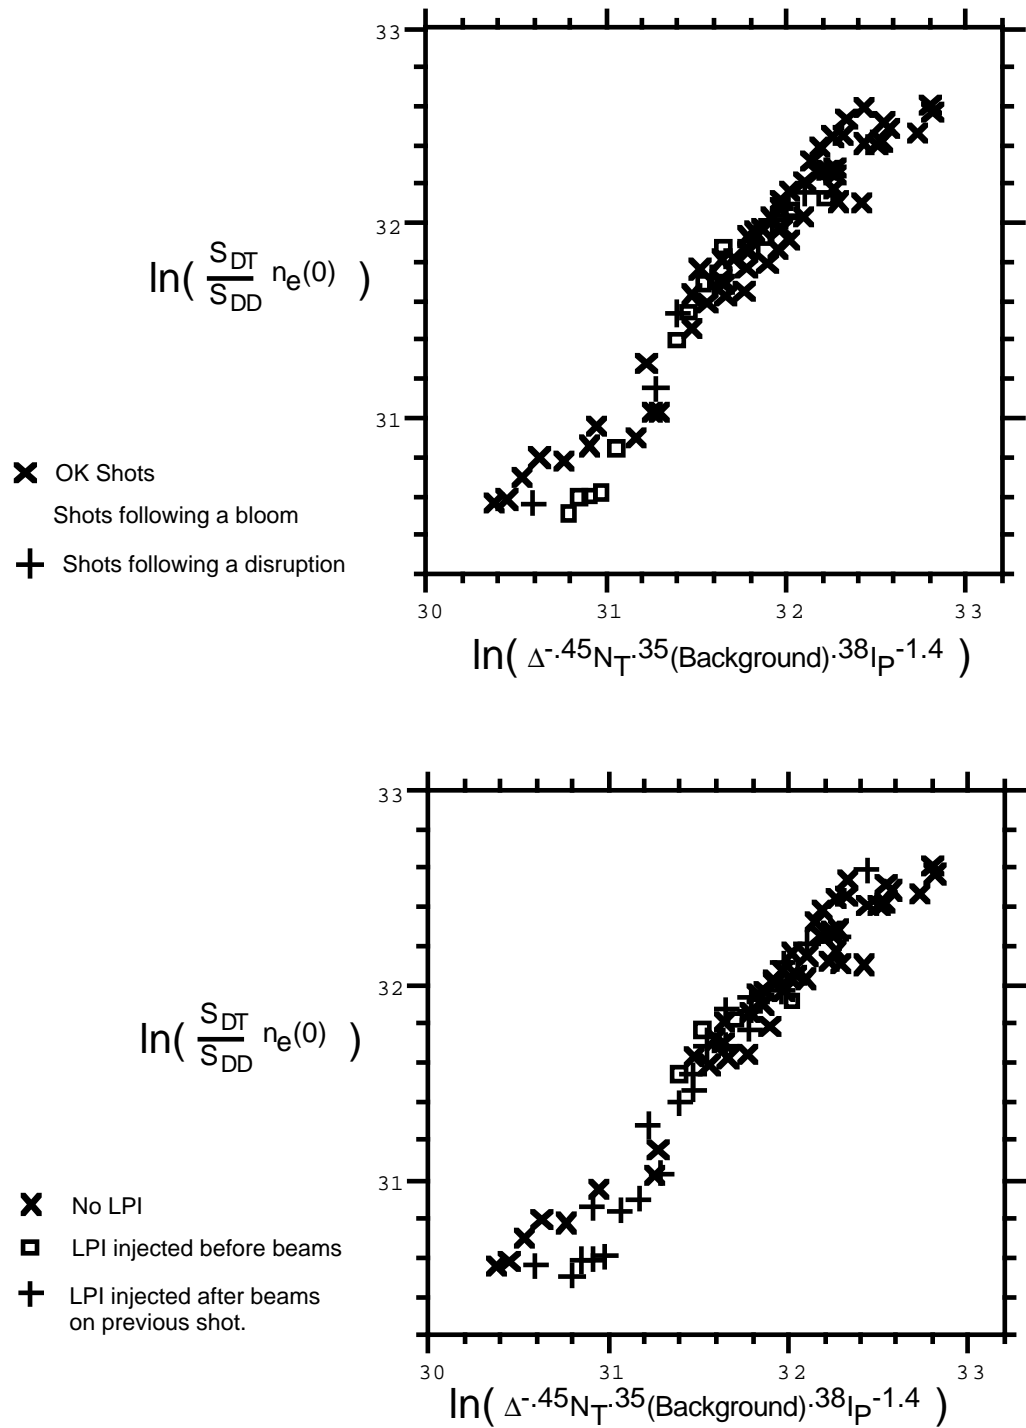 33
32
31
ln( S_DT / S_DD n_e(0) )
OK Shots
Shots following a bloom
Shots following a disruption
30 31 32 33
ln( Δ^-.45 N_T^.35 (Background)^.38 I_P^-1.4 )
33
32
31
ln( S_DT / S_DD n_e(0) )
No LPI
LPI injected before beams
LPI injected after beams
on previous shot.
30 31 32 33
ln( Δ^-.45 N_T^.35 (Background)^.38 I_P^-1.4 )